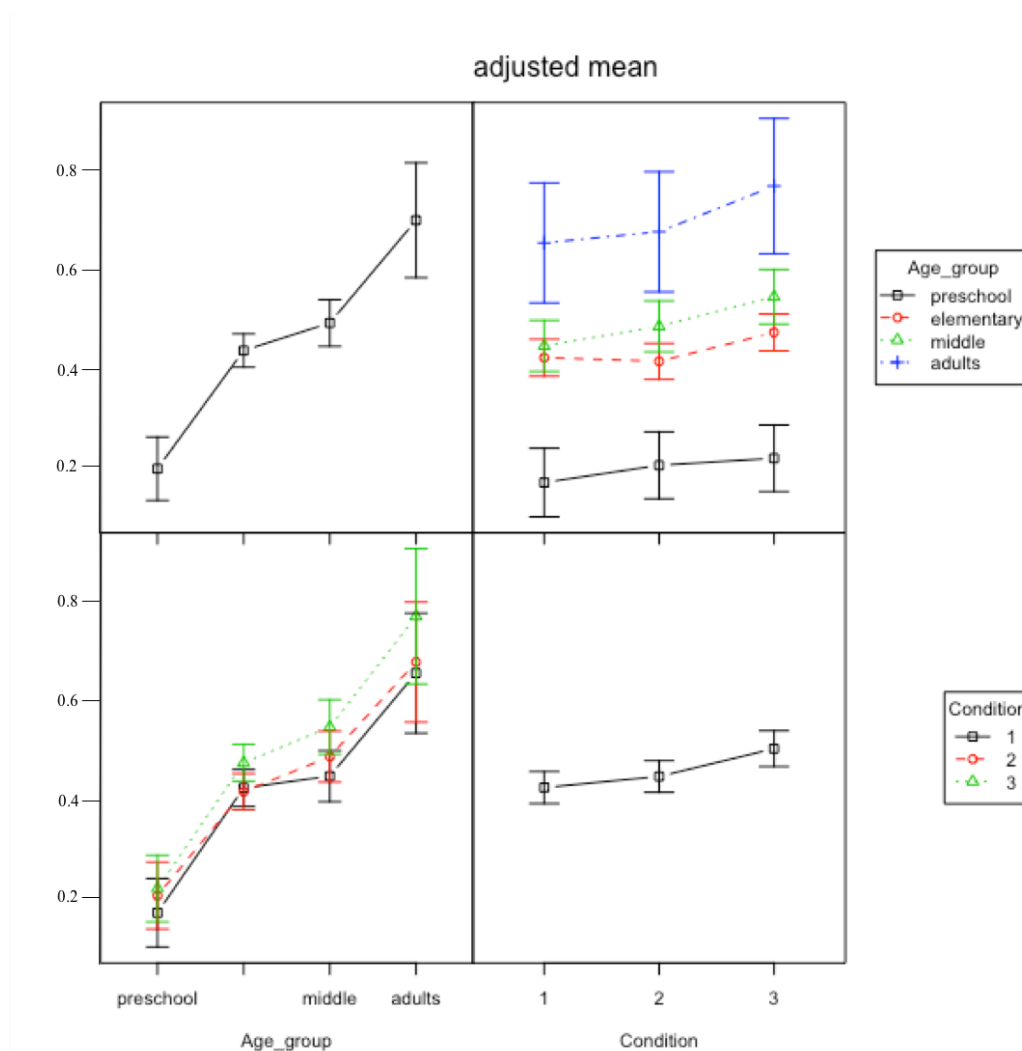 adjusted mean
0.8
0.6
0.4
0.2
Age_group
preschool
elementary
middle
adults
0.8
0.6
0.4
0.2
Condition
1
2
3
preschool middle adults 1 2 3
Age_group Condition